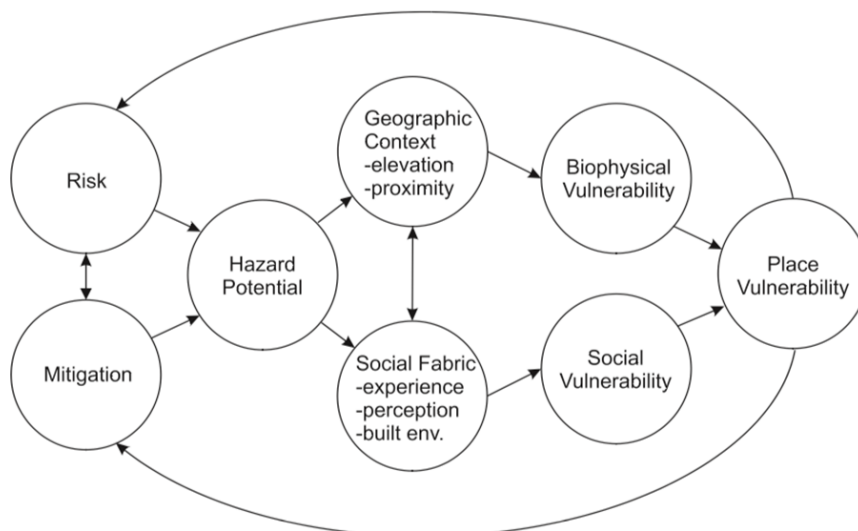 Risk
Mitigation
Hazard
Potential
Geographic
Context
-elevation
-proximity
Social Fabric
-experience
-perception
-built env.
Biophysical
Vulnerability
Social
Vulnerability
Place
Vulnerability